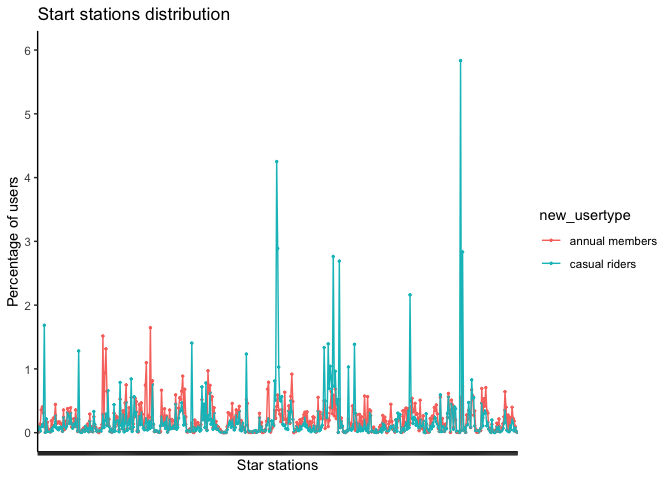 Start stations distribution
6
5
4
3
2
1
0
Percentage of users
Star stations
new_usertype
annual members
casual riders